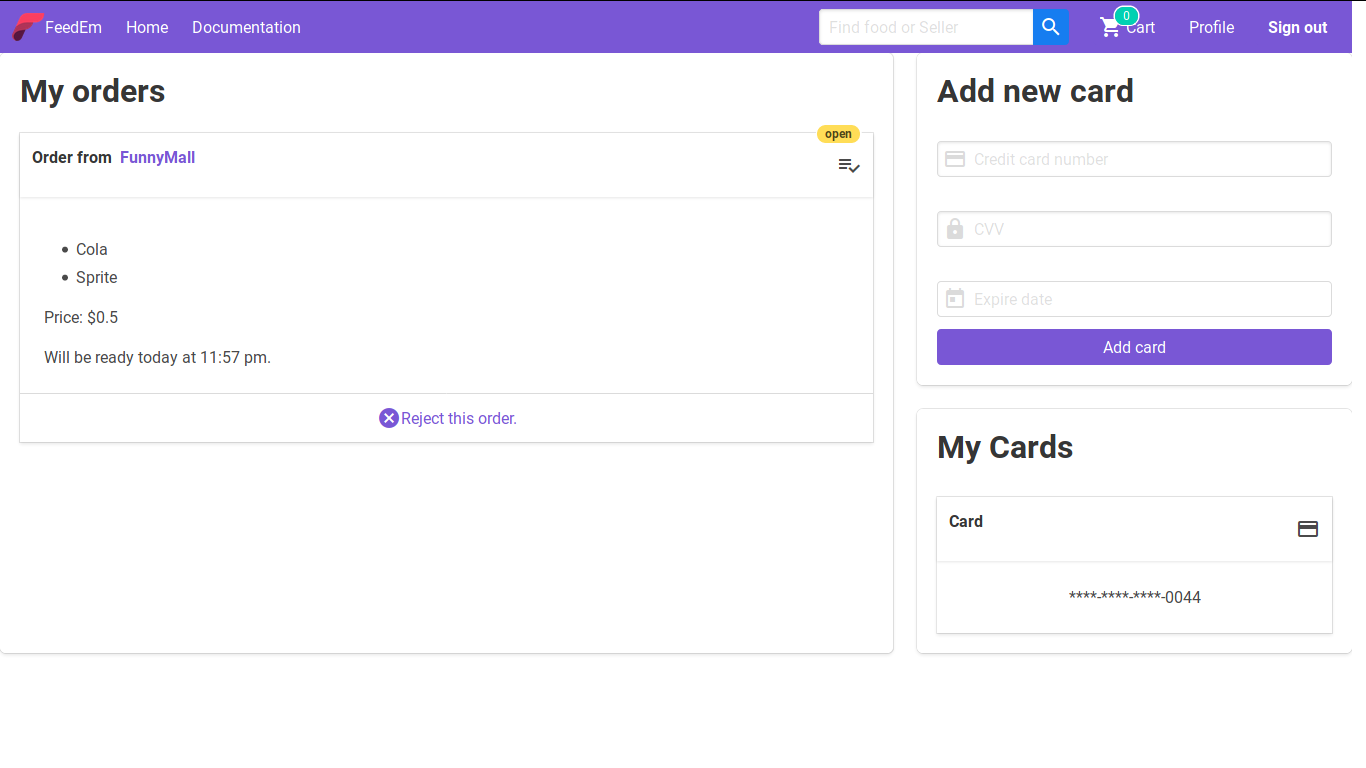 FeedEm Home Documentation Find food or Seller 0 Cart Profile Sign out
My orders
open
Order from FunnyMall
Cola
Sprite
Price: $0.5
Will be ready today at 11:57 pm.
Reject this order.
Add new card
Credit card number
CVV
Expire date
Add card
My Cards
Card
****-****-****-0044